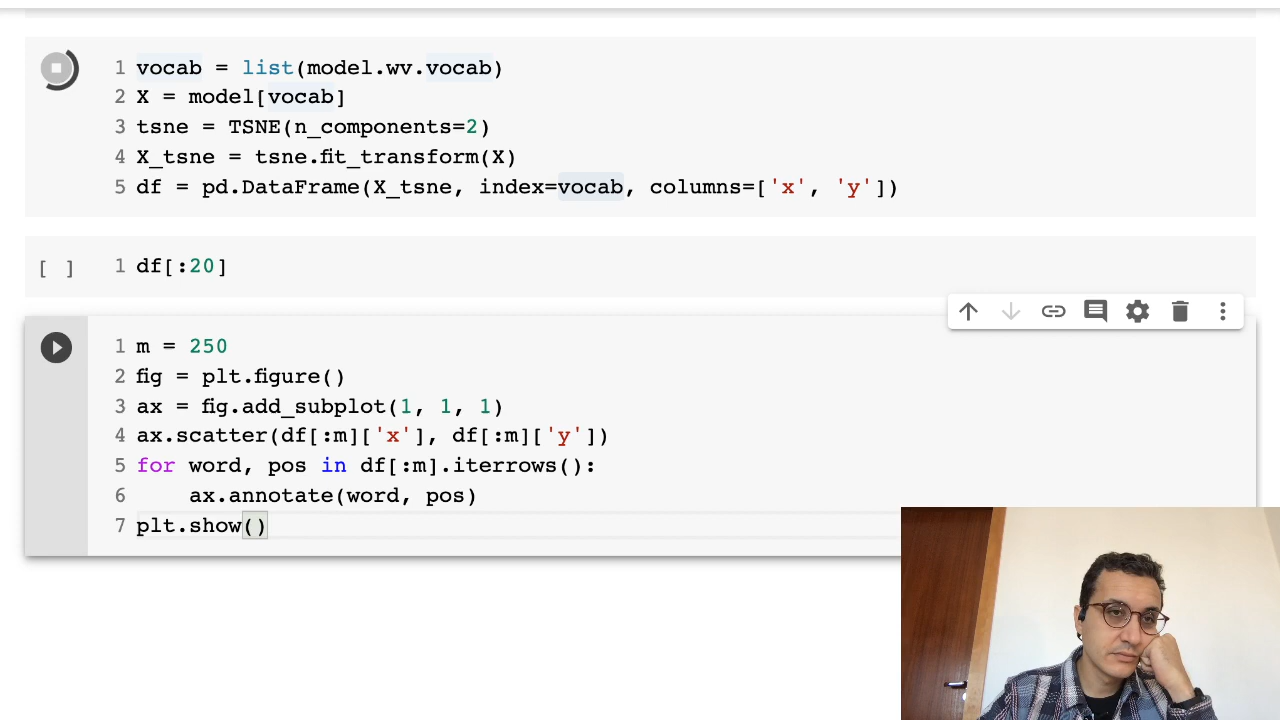 1 vocab = list(model.wv.vocab)
2 X = model[vocab]
3 tsne = TSNE(n_components=2)
4 X_tsne = tsne.fit_transform(X)
5 df = pd.DataFrame(X_tsne, index=vocab, columns=['x', 'y'])
[ ] 1 df[:20]
1 m = 250
2 fig = plt.figure()
3 ax = fig.add_subplot(1, 1, 1)
4 ax.scatter(df[:m]['x'], df[:m]['y'])
5 for word, pos in df[:m].iterrows():
6     ax.annotate(word, pos)
7 plt.show()